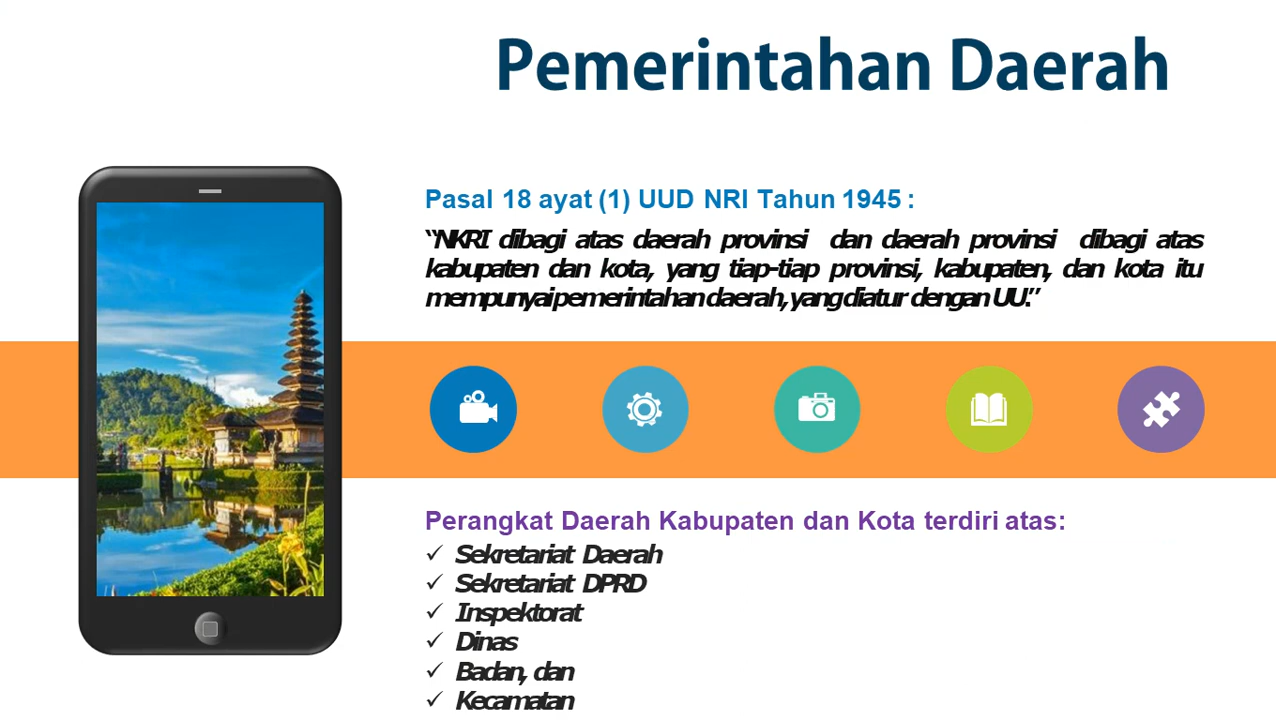 Pemerintahan Daerah
Pasal 18 ayat (1) UUD NRI Tahun 1945 :
“NKRI dibagi atas daerah provinsi dan daerah provinsi dibagi atas
kabupaten dan kota, yang tiap-tiap provinsi, kabupaten, dan kota itu
mempunyai pemerintahan daerah, yang diatur dengan UU.”
Perangkat Daerah Kabupaten dan Kota terdiri atas:
✓ Sekretariat Daerah
✓ Sekretariat DPRD
✓ Inspektorat
✓ Dinas
✓ Badan, dan
✓ Kecamatan